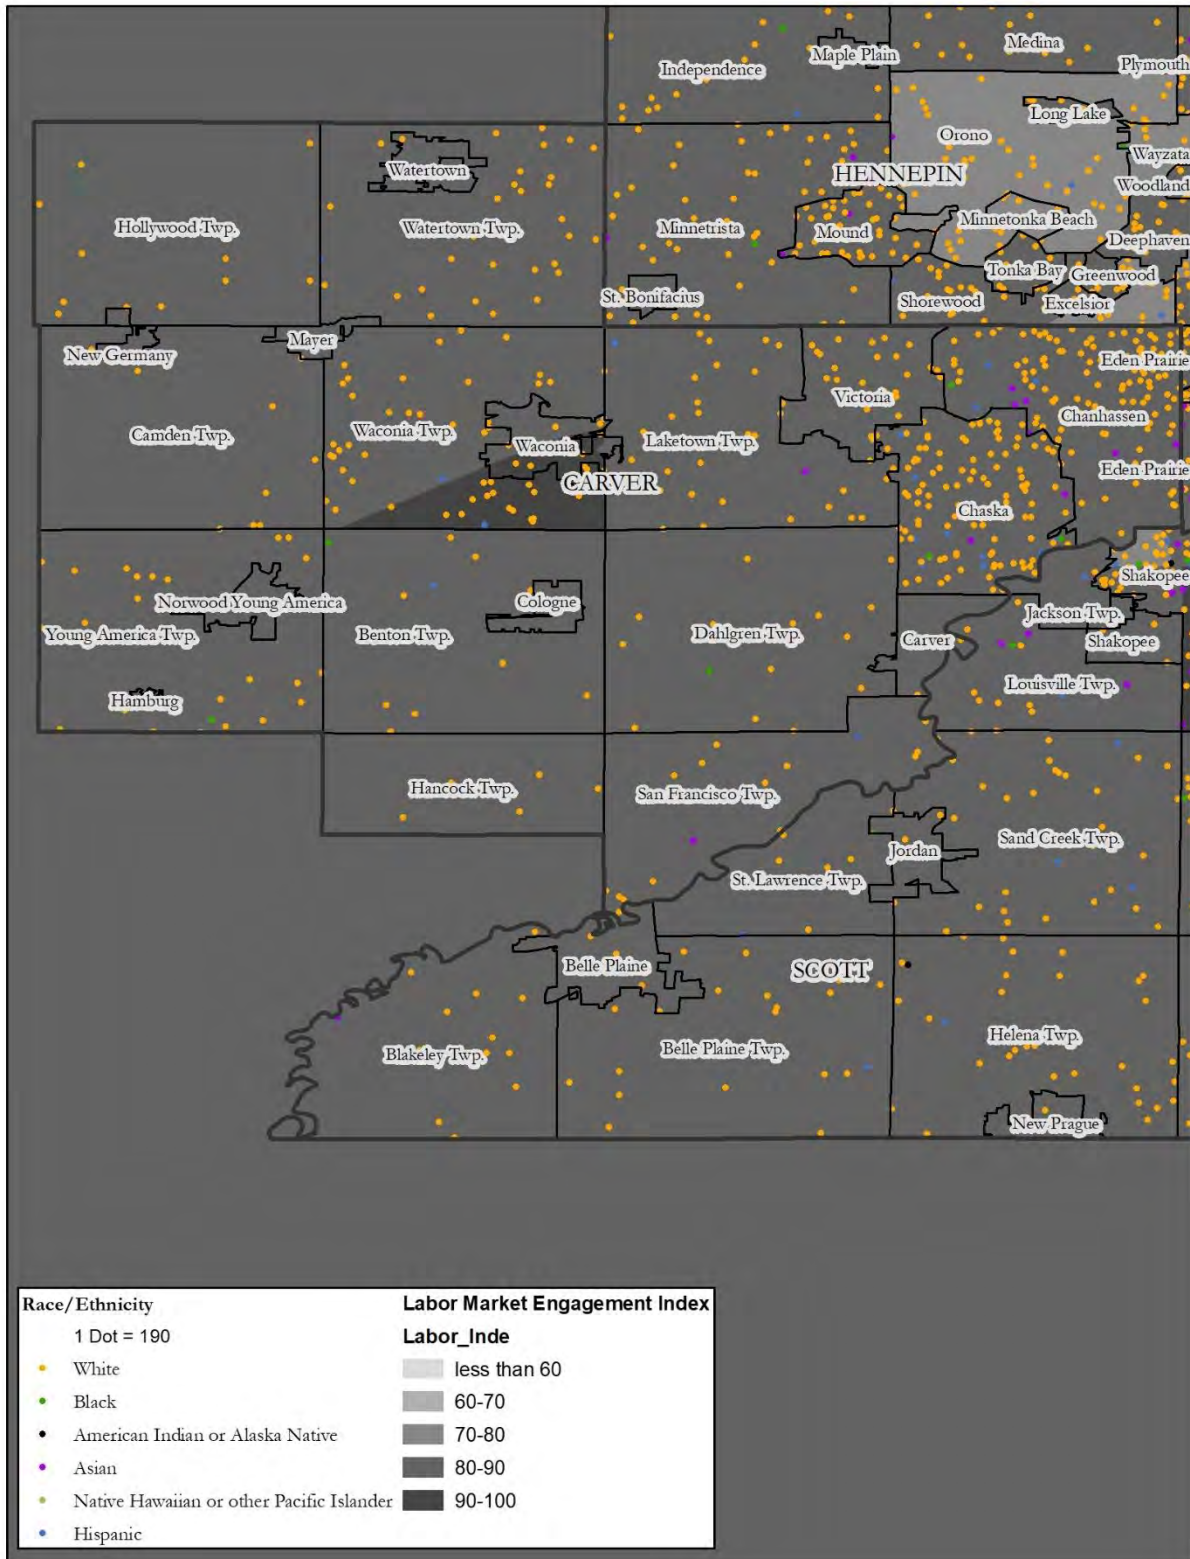 Maple Plain
Medina
Independence
Plymouth
Long Lake
Orono
Wayzata
Watertown
HENNEPIN
Woodland
Hollywood Twp.
Watertown Twp.
Minnetrista
Mound
Minnetonka Beach
Deephaven
Tonka Bay
Greenwood
St. Bonifacius
Shorewood
Excelsior
New Germany
Mayer
Eden Prairie
Victoria
Chanhassen
Camden Twp.
Waconia Twp.
Waconia
Laketown Twp.
Eden Prairie
CARVER
Chaska
Shakopee
Norwood Young America
Cologne
Jackson Twp.
Young America Twp.
Benton Twp.
Dahlgren Twp.
Carver
Shakopee
Louisville Twp.
Hamburg
Hancock Twp.
San Francisco Twp.
Sand Creek Twp.
Jordan
St. Lawrence Twp.
Belle Plaine
SCOTT
Blakeley Twp.
Belle Plaine Twp.
Helena Twp.
New Prague
Race/Ethnicity
1 Dot = 190
White
Black
American Indian or Alaska Native
Asian
Native Hawaiian or other Pacific Islander
Hispanic
Labor Market Engagement Index
Labor_Inde
less than 60
60-70
70-80
80-90
90-100